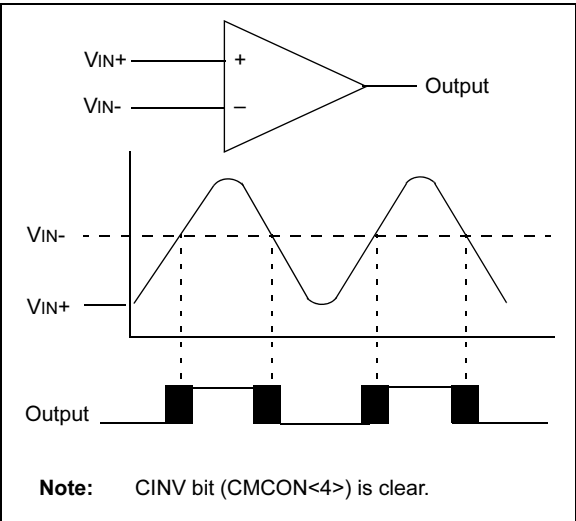 VIN+
+
Output
VIN-
–
VIN-
VIN+
Output
Note: CINV bit (CMCON<4>) is clear.